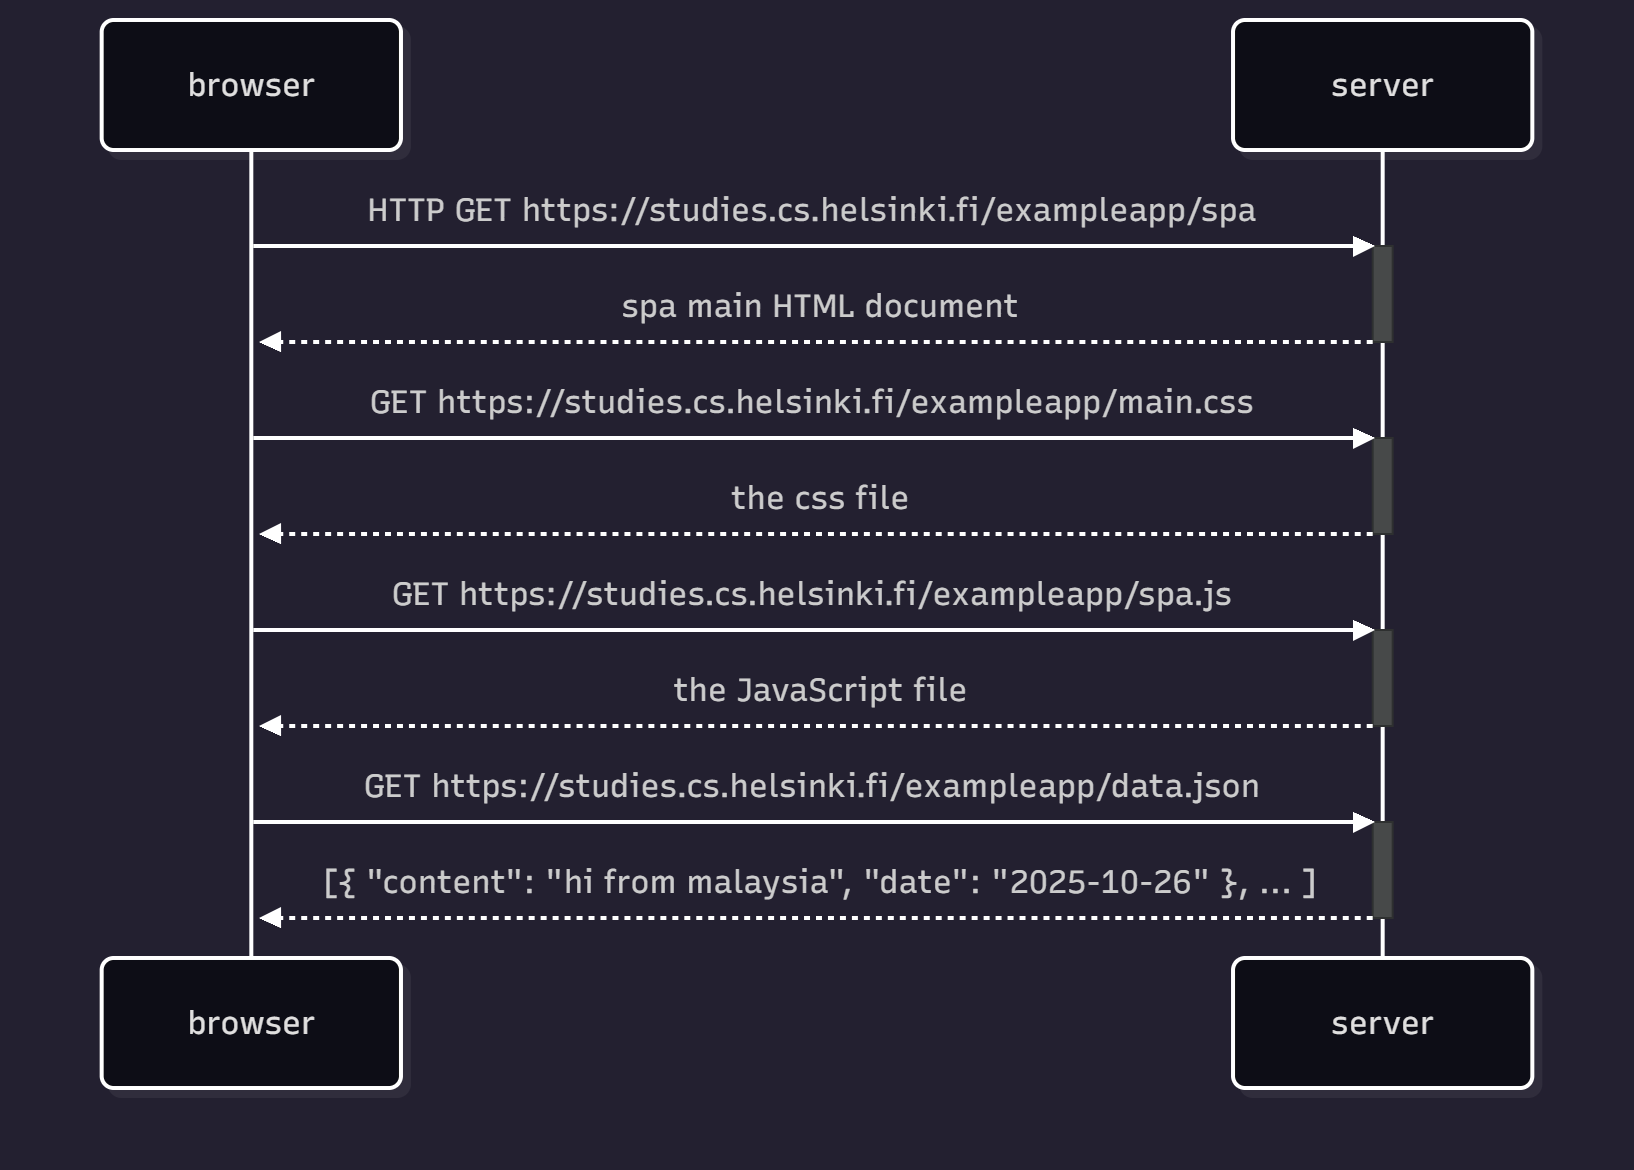 browser
server
HTTP GET https://studies.cs.helsinki.fi/exampleapp/spa
spa main HTML document
GET https://studies.cs.helsinki.fi/exampleapp/main.css
the css file
GET https://studies.cs.helsinki.fi/exampleapp/spa.js
the JavaScript file
GET https://studies.cs.helsinki.fi/exampleapp/data.json
[{ "content": "hi from malaysia", "date": "2025-10-26" }, ... ]
browser
server